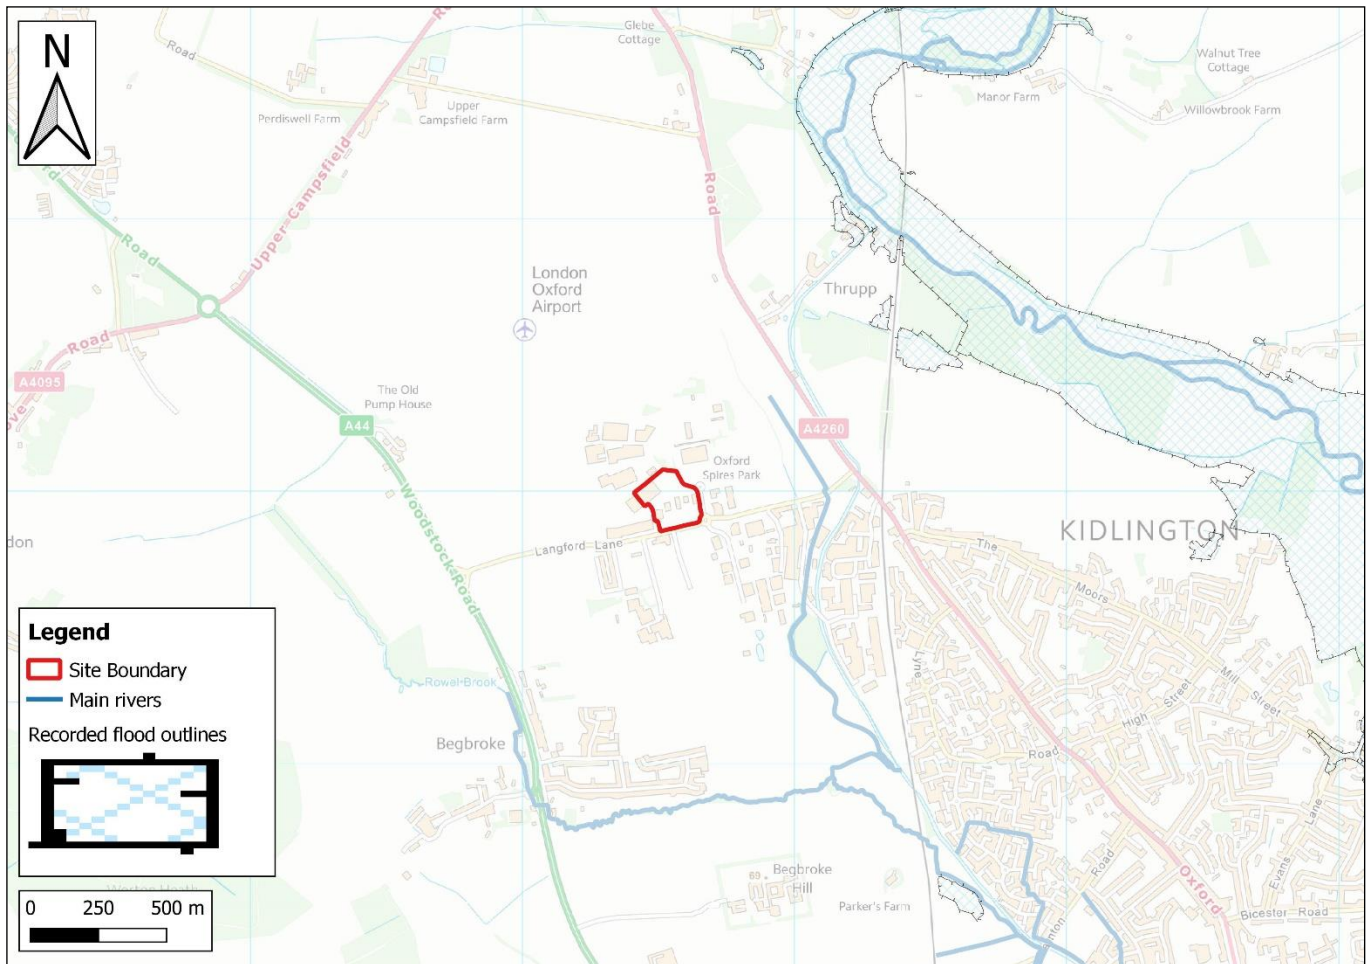 N
Glebe
Cottage
Road
Walnut Tree
Cottage
Manor Farm
Willowbrook Farm
Perdiswell Farm
Upper
Campsfield Farm
Upper Campsfield
Road
Road
London
Oxford
Airport
Thrupp
Road
A4095
The Old
Pump House
A44
A4260
Oxford
Spires Park
Woodstock Road
Langford Lane
KIDLINGTON
The
Moors
Rowel Brook
Begbroke
Lyne
Road
High Street
Mill
Street
Evans
Lane
Road
Begbroke
Hill
69
Parker's Farm
Oxford
Bicester Road
Legend
Site Boundary
Main rivers
Recorded flood outlines
0 250 500 m